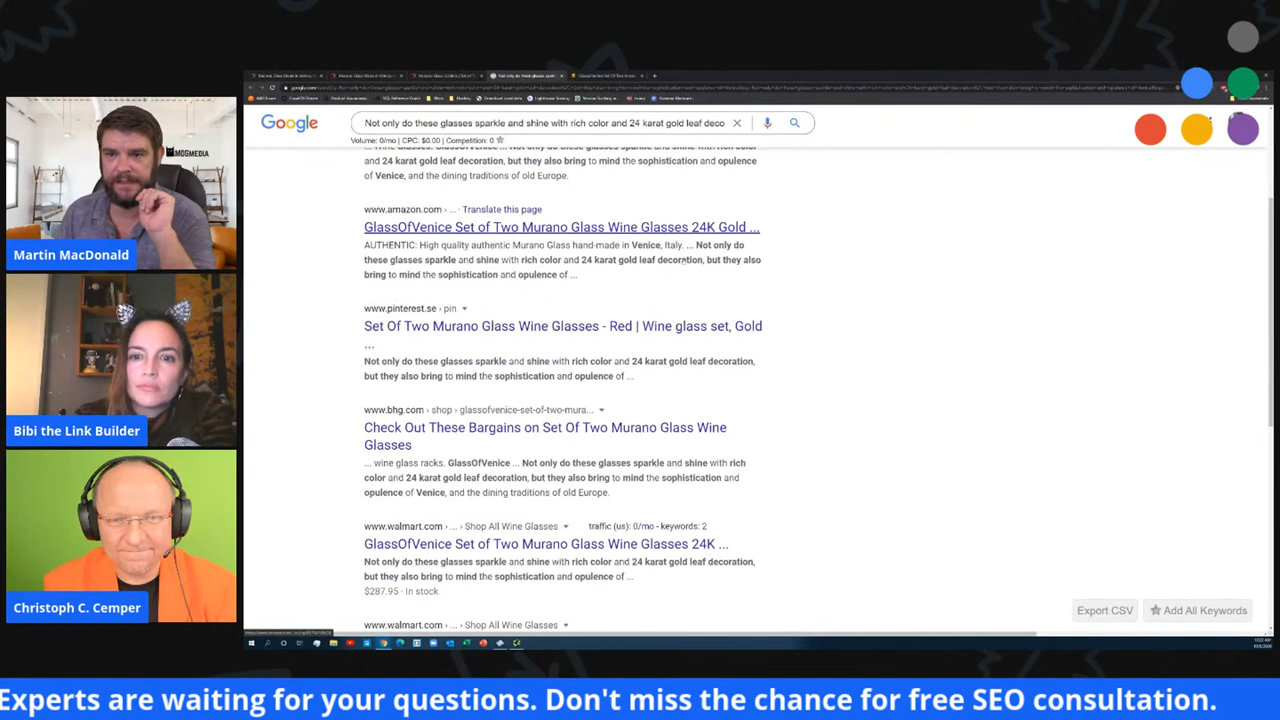 MOGMEDIA
Martin MacDonald
Bibi the Link Builder
Christoph C. Cemper
Google
Not only do these glasses sparkle and shine with rich color and 24 karat gold leaf deco
Volume: 0/mo | CPC: $0.00 | Competition: 0
and 24 karat gold leaf decoration, but they also bring to mind the sophistication and opulence
of Venice, and the dining traditions of old Europe.
www.amazon.com › ... Translate this page
GlassOfVenice Set of Two Murano Glass Wine Glasses 24K Gold ...
AUTHENTIC: High quality authentic Murano Glass hand-made in Venice, Italy. ... Not only do
these glasses sparkle and shine with rich color and 24 karat gold leaf decoration, but they also
bring to mind the sophistication and opulence of ...
www.pinterest.se › pin
Set Of Two Murano Glass Wine Glasses - Red | Wine glass set, Gold
...
Not only do these glasses sparkle and shine with rich color and 24 karat gold leaf decoration,
but they also bring to mind the sophistication and opulence of ...
www.bhg.com › shop › glassofvenice-set-of-two-mura...
Check Out These Bargains on Set Of Two Murano Glass Wine
Glasses
... wine glass racks. GlassOfVenice ... Not only do these glasses sparkle and shine with rich
color and 24 karat gold leaf decoration, but they also bring to mind the sophistication and
opulence of Venice, and the dining traditions of old Europe.
www.walmart.com › ... › Shop All Wine Glasses traffic (us): 0/mo - keywords: 2
GlassOfVenice Set of Two Murano Glass Wine Glasses 24K ...
Not only do these glasses sparkle and shine with rich color and 24 karat gold leaf decoration,
but they also bring to mind the sophistication and opulence of ...
$287.95 · In stock
www.walmart.com › ... › Shop All Wine Glasses
Export CSV
Add All Keywords
Experts are waiting for your questions. Don't miss the chance for free SEO consultation.